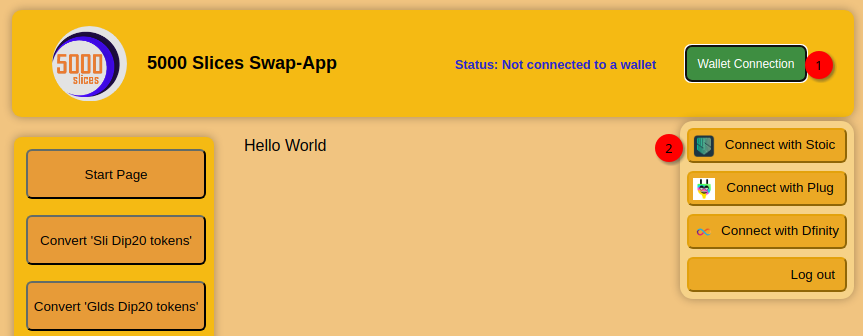 5000
slices
5000 Slices Swap-App
Status: Not connected to a wallet
Wallet Connection
1
Start Page
Convert 'Sli Dip20 tokens'
Convert 'Glds Dip20 tokens'
Hello World
2
Connect with Stoic
Connect with Plug
Connect with Dfinity
Log out